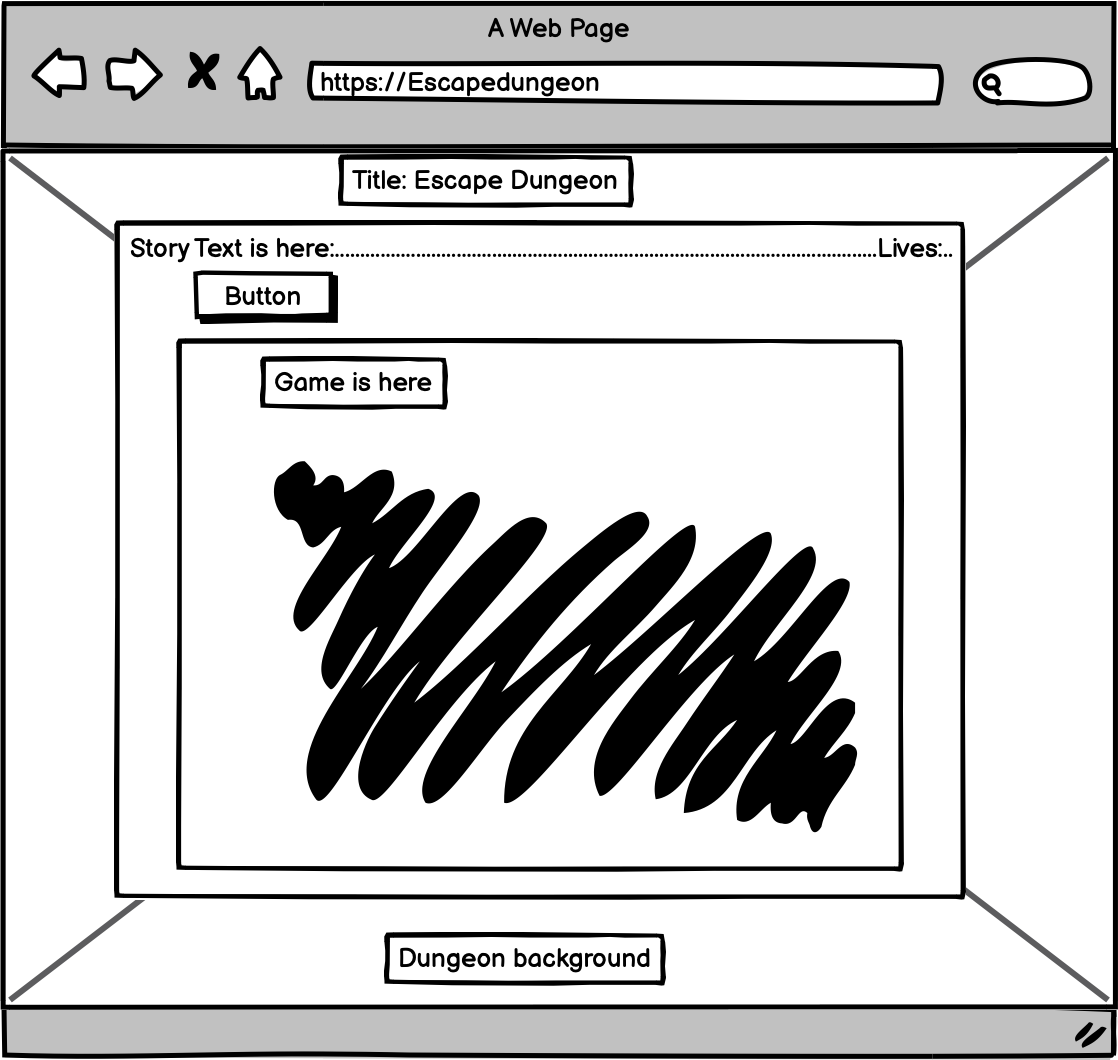 A Web Page
https://Escapedungeon
Title: Escape Dungeon
Story Text is here:..........................................................................................................Lives:..
Button
Game is here
Dungeon background